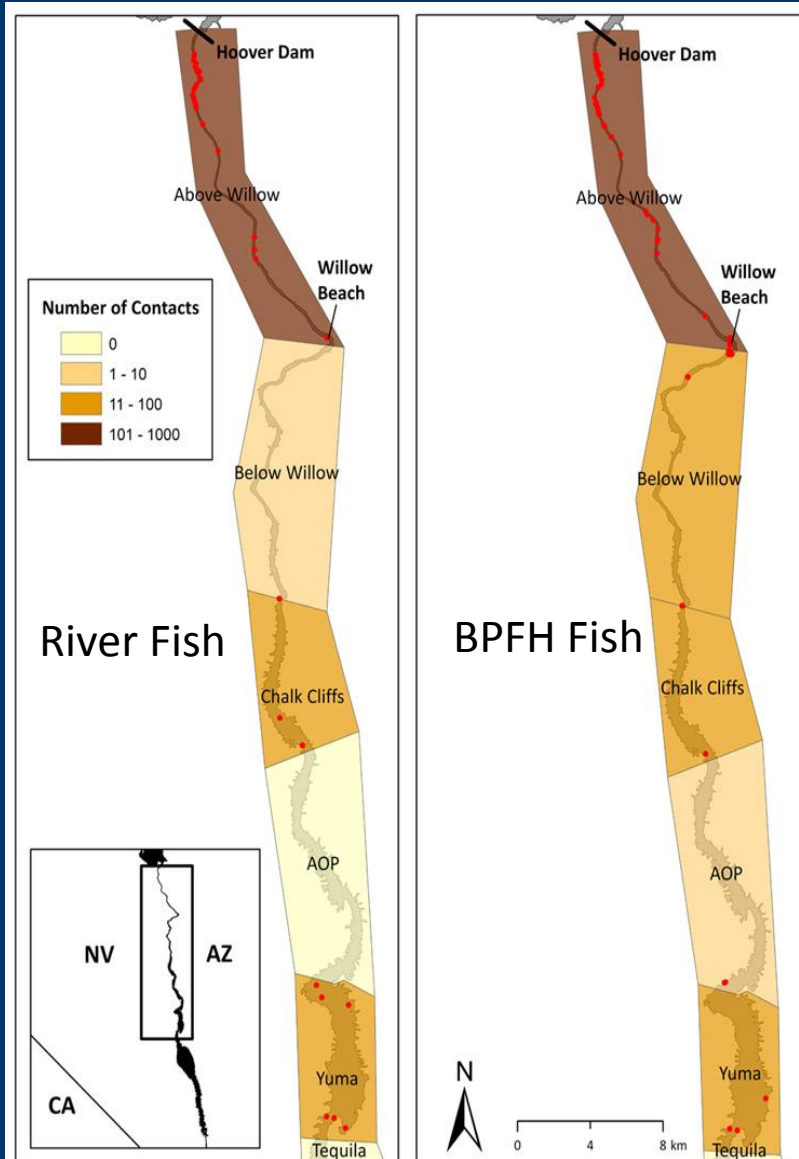 Hoover Dam
Above Willow
Willow
Beach
Number of Contacts
0
1 - 10
11 - 100
101 - 1000
Below Willow
River Fish
Chalk Cliffs
AOP
NV
AZ
CA
Yuma
Tequila
Hoover Dam
Above Willow
Willow
Beach
Below Willow
BPFH Fish
Chalk Cliffs
AOP
N
0 4 8 km
Yuma
Tequila